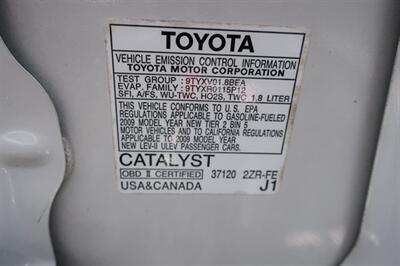 TOYOTA
VEHICLE EMISSION CONTROL INFORMATION
TOYOTA MOTOR CORPORATION
TEST GROUP : 9TYXV01.8BEA
EVAP. FAMILY : 9TYXR0115P12
SFI, A/FS, WU-TWC, HO2S, TWC 1.8 LITER
THIS VEHICLE CONFORMS TO U.S. EPA
REGULATIONS APPLICABLE TO GASOLINE-FUELED
2009 MODEL YEAR NEW TIER 2 BIN 5
MOTOR VEHICLES AND TO CALIFORNIA REGULATIONS
APPLICABLE TO 2009 MODEL YEAR
NEW LEV-II ULEV PASSENGER CARS.
CATALYST
OBD II CERTIFIED 37120 2ZR-FE
USA&CANADA J1